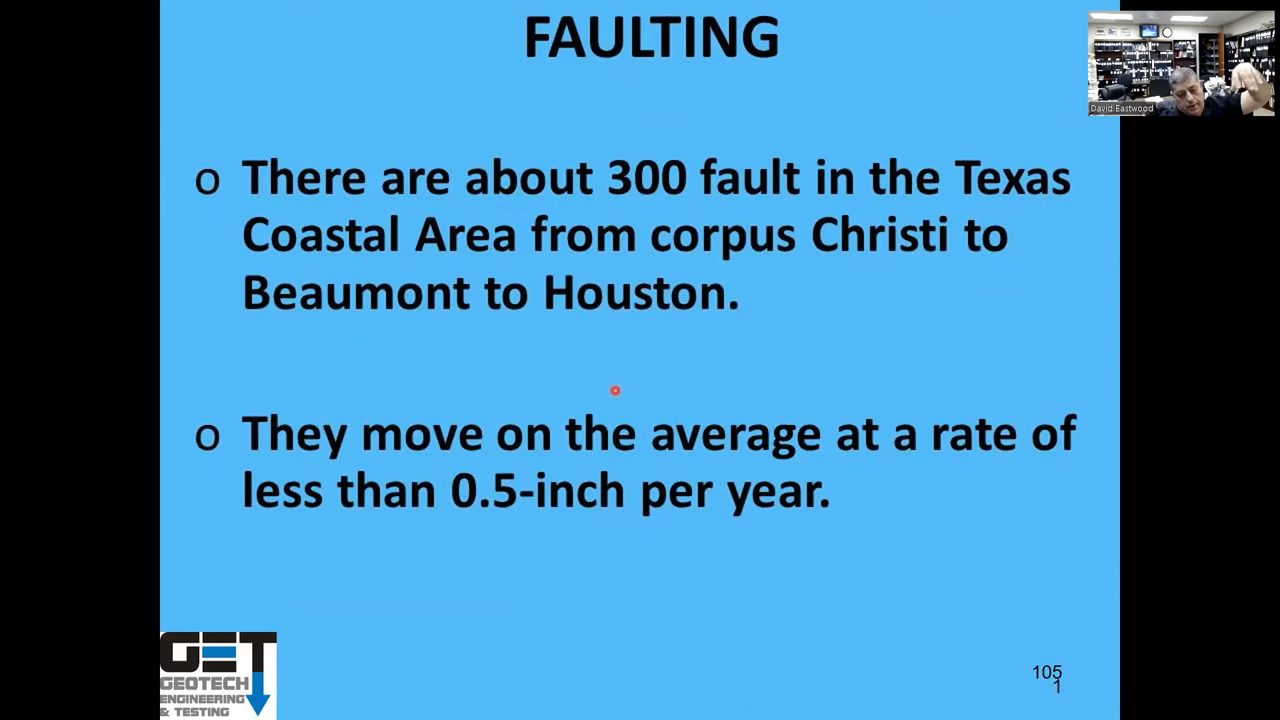 FAULTING
David Eastwood
o There are about 300 fault in the Texas
Coastal Area from corpus Christi to
Beaumont to Houston.
o They move on the average at a rate of
less than 0.5-inch per year.
GET
GEOTECH
ENGINEERING
& TESTING
105
1